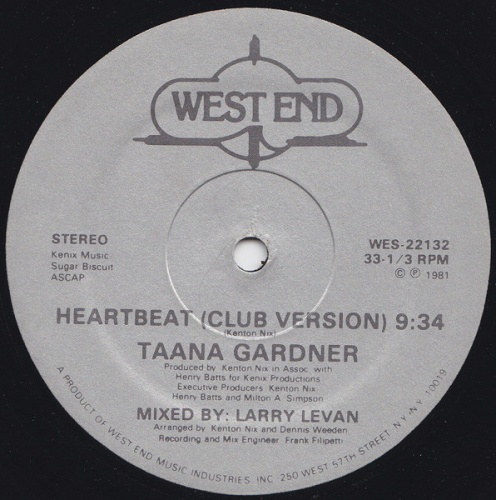 WEST END
STEREO
Kenix Music
Sugar Biscuit
ASCAP
WES-22132
33-1/3 RPM
© ℗ 1981
HEARTBEAT (CLUB VERSION) 9:34
(Kenton Nix)
TAANA GARDNER
Produced by Kenton Nix in Assoc. with
Henry Batts for Kenix Productions
Executive Producers Kenton Nix
Henry Batts and Milton A. Simpson
MIXED BY: LARRY LEVAN
Arranged by Kenton Nix and Dennis Weeden
Recording and Mix Engineer Frank Filipetti
A PRODUCT OF WEST END MUSIC INDUSTRIES, INC. 250 WEST 57TH STREET, N.Y. N.Y. 10019